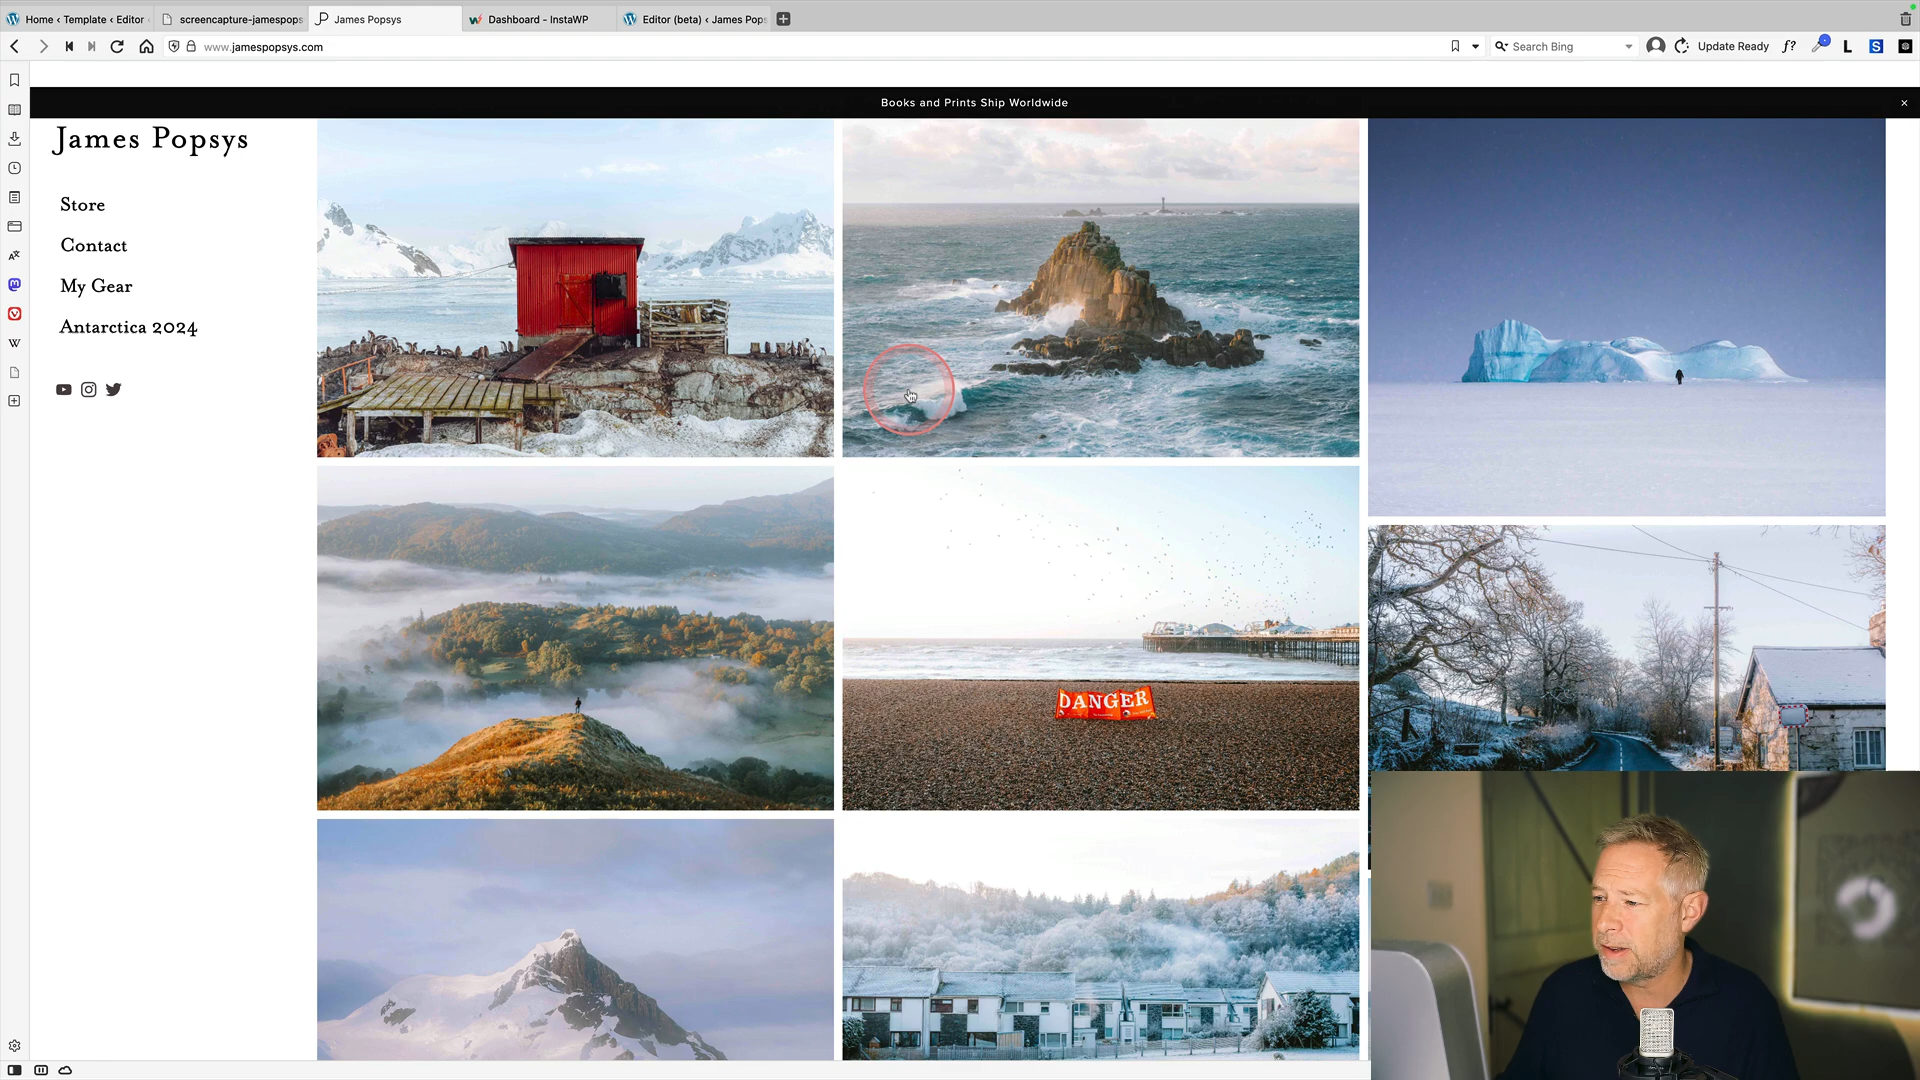 Home ‹ Template ‹ Editor
screencapture-jamespops
James Popsys
Dashboard - InstaWP
Editor (beta) ‹ James Pops
www.jamespopsys.com
Search Bing
Update Ready
f?
L
S
Books and Prints Ship Worldwide
James Popsys
Store
Contact
My Gear
Antarctica 2024
DANGER